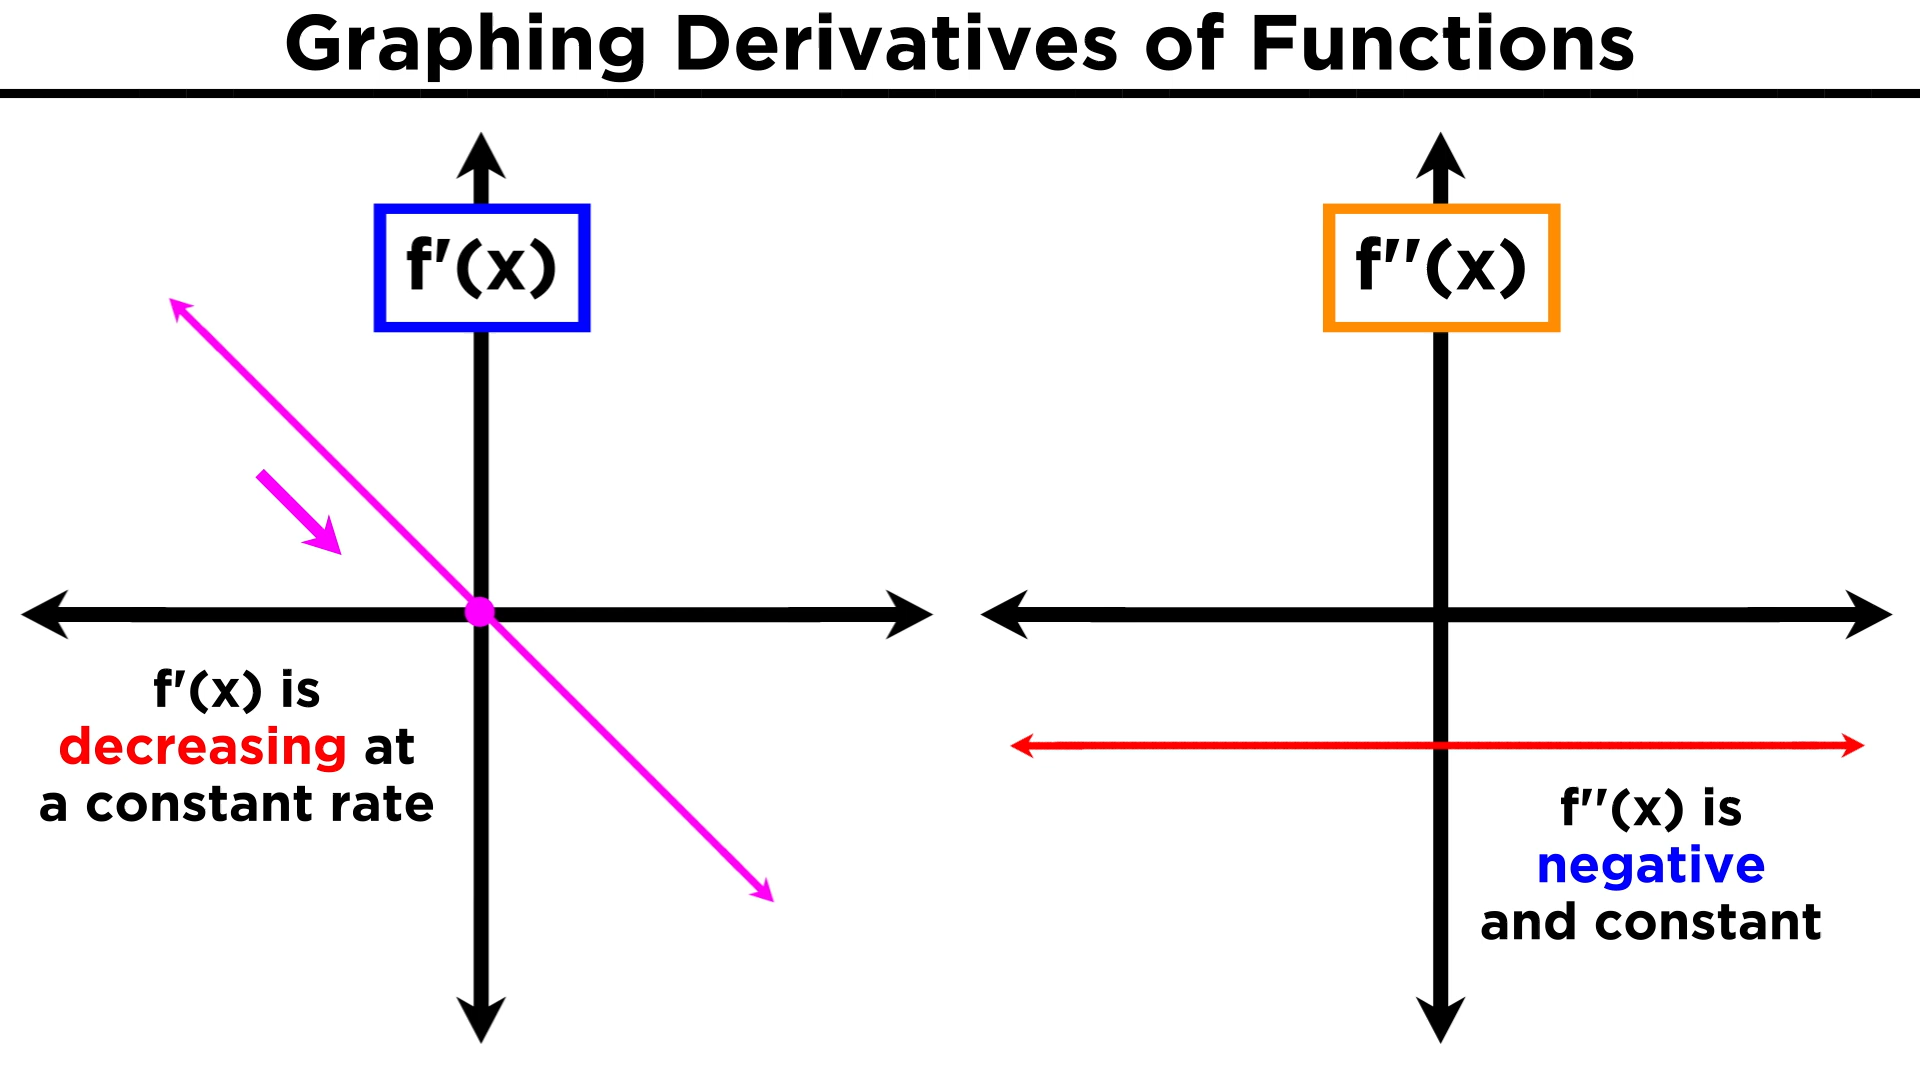 Graphing Derivatives of Functions
f'(x)
f''(x)
f'(x) is
decreasing at
a constant rate
f''(x) is
negative
and constant